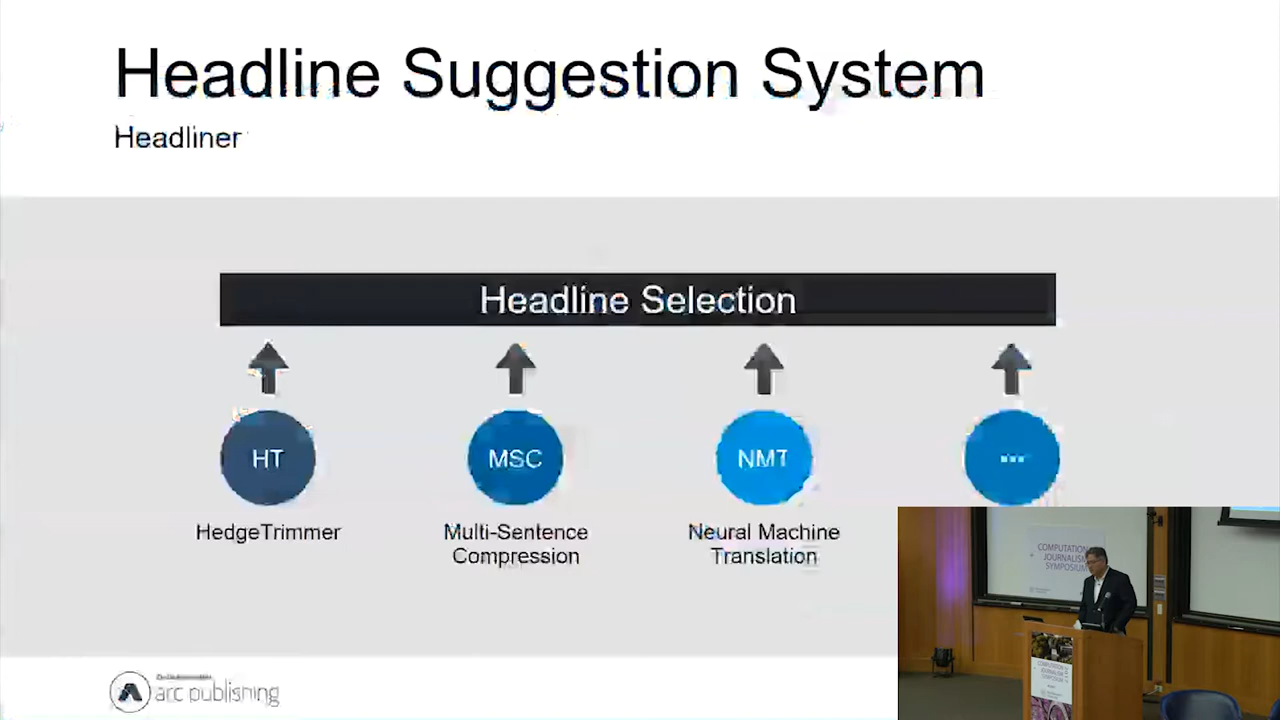 Headline Suggestion System
Headliner
Headline Selection
HT
MSC
NMT
...
HedgeTrimmer
Multi-Sentence
Compression
Neural Machine
Translation
arc publishing
COMPUTATION
JOURNALISM
SYMPOSIUM